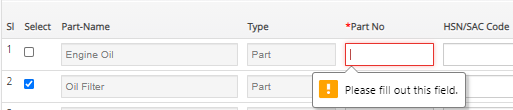 Sl Select Part-Name Type *Part No HSN/SAC Code
1 Engine Oil Part
2 Oil Filter Part
Please fill out this field.